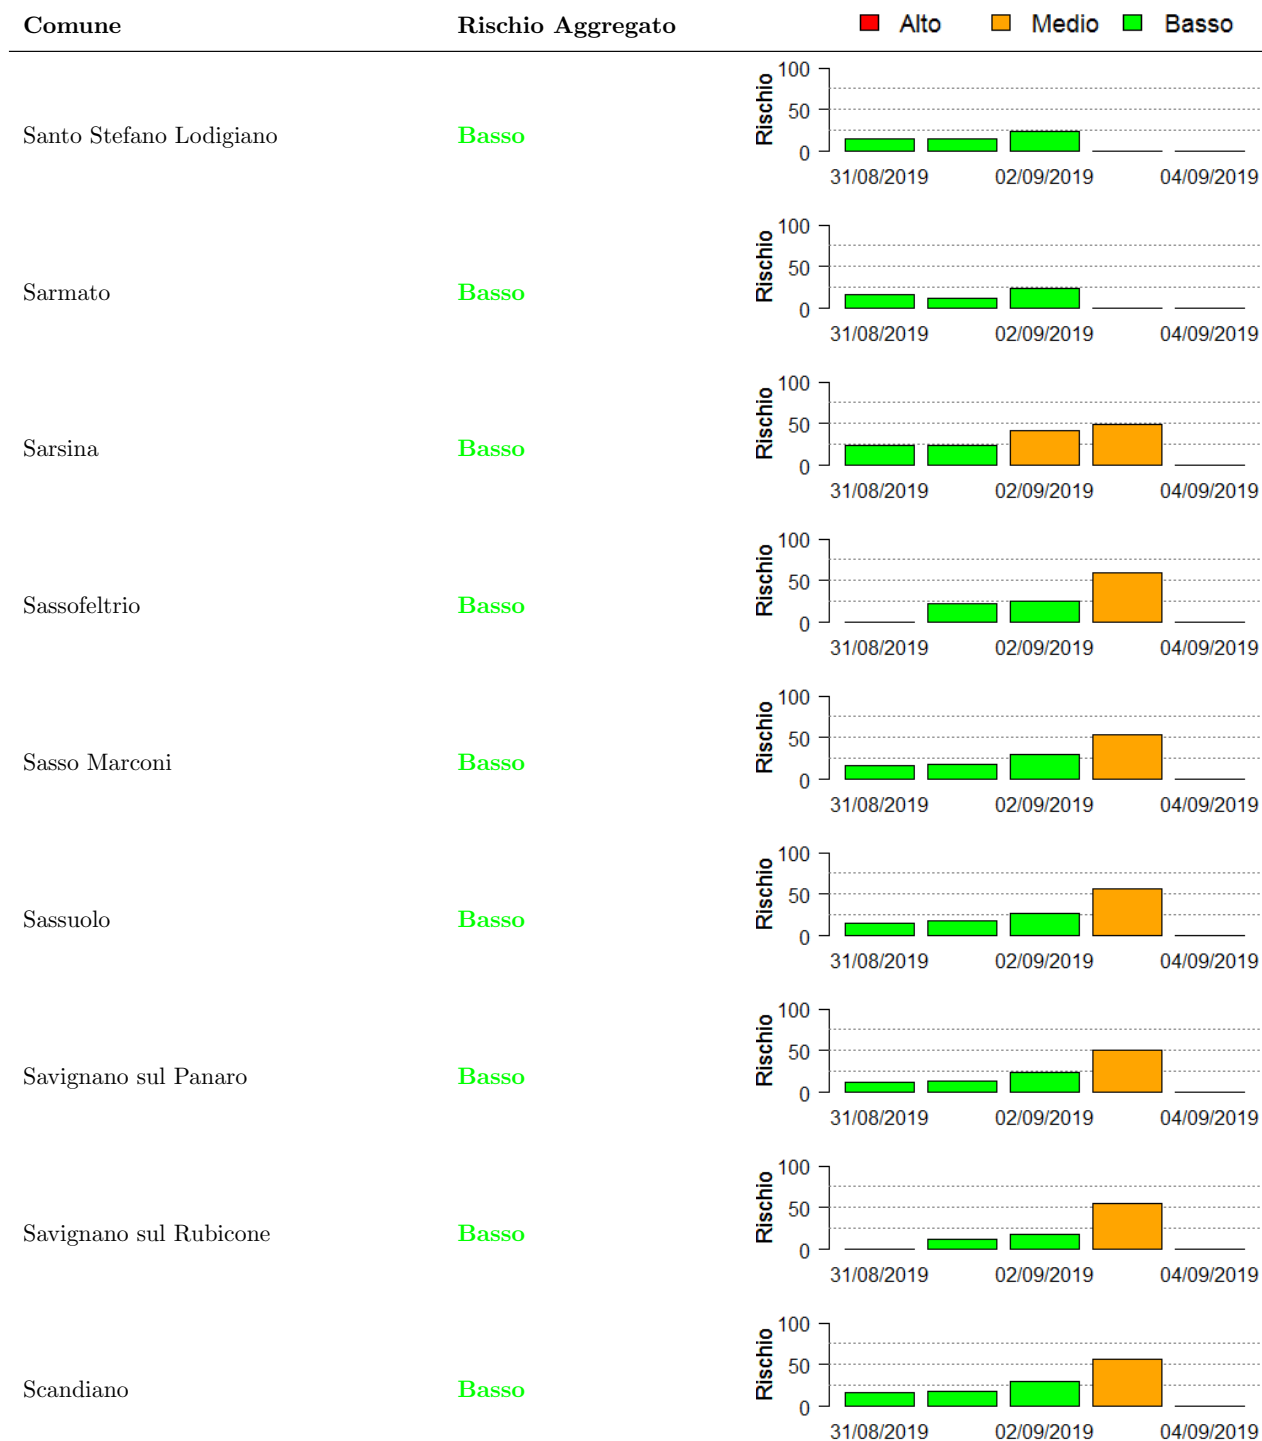 Comune Rischio Aggregato Alto Medio Basso
Santo Stefano Lodigiano Basso Rischio 100 50 0
31/08/2019 02/09/2019 04/09/2019
Sarmato Basso Rischio 100 50 0
31/08/2019 02/09/2019 04/09/2019
Sarsina Basso Rischio 100 50 0
31/08/2019 02/09/2019 04/09/2019
Sassofeltrio Basso Rischio 100 50 0
31/08/2019 02/09/2019 04/09/2019
Sasso Marconi Basso Rischio 100 50 0
31/08/2019 02/09/2019 04/09/2019
Sassuolo Basso Rischio 100 50 0
31/08/2019 02/09/2019 04/09/2019
Savignano sul Panaro Basso Rischio 100 50 0
31/08/2019 02/09/2019 04/09/2019
Savignano sul Rubicone Basso Rischio 100 50 0
31/08/2019 02/09/2019 04/09/2019
Scandiano Basso Rischio 100 50 0
31/08/2019 02/09/2019 04/09/2019